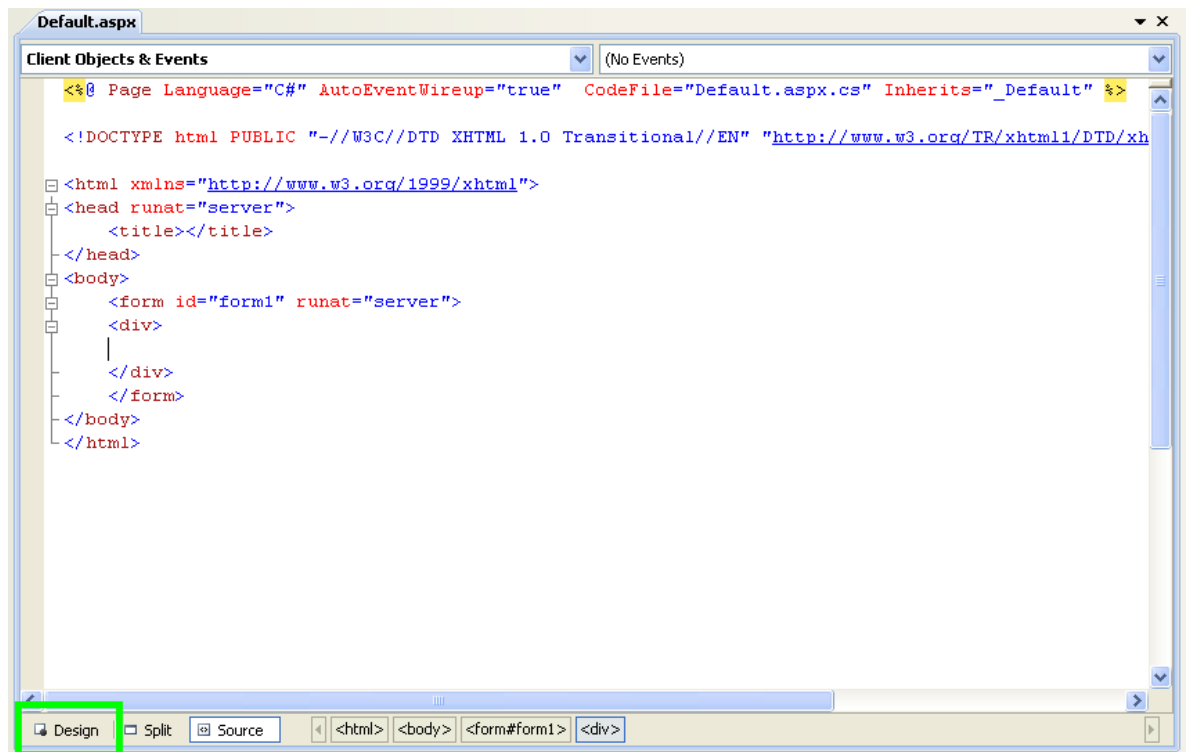 Default.aspx
Client Objects & Events (No Events)
<%@ Page Language="C#" AutoEventWireup="true"  CodeFile="Default.aspx.cs" Inherits="_Default" %>
<!DOCTYPE html PUBLIC "-//W3C//DTD XHTML 1.0 Transitional//EN" "http://www.w3.org/TR/xhtml1/DTD/xh
<html xmlns="http://www.w3.org/1999/xhtml">
<head runat="server">
<title></title>
</head>
<body>
<form id="form1" runat="server">
<div>
</div>
</form>
</body>
</html>
Design Split Source <html> <body> <form#form1> <div>